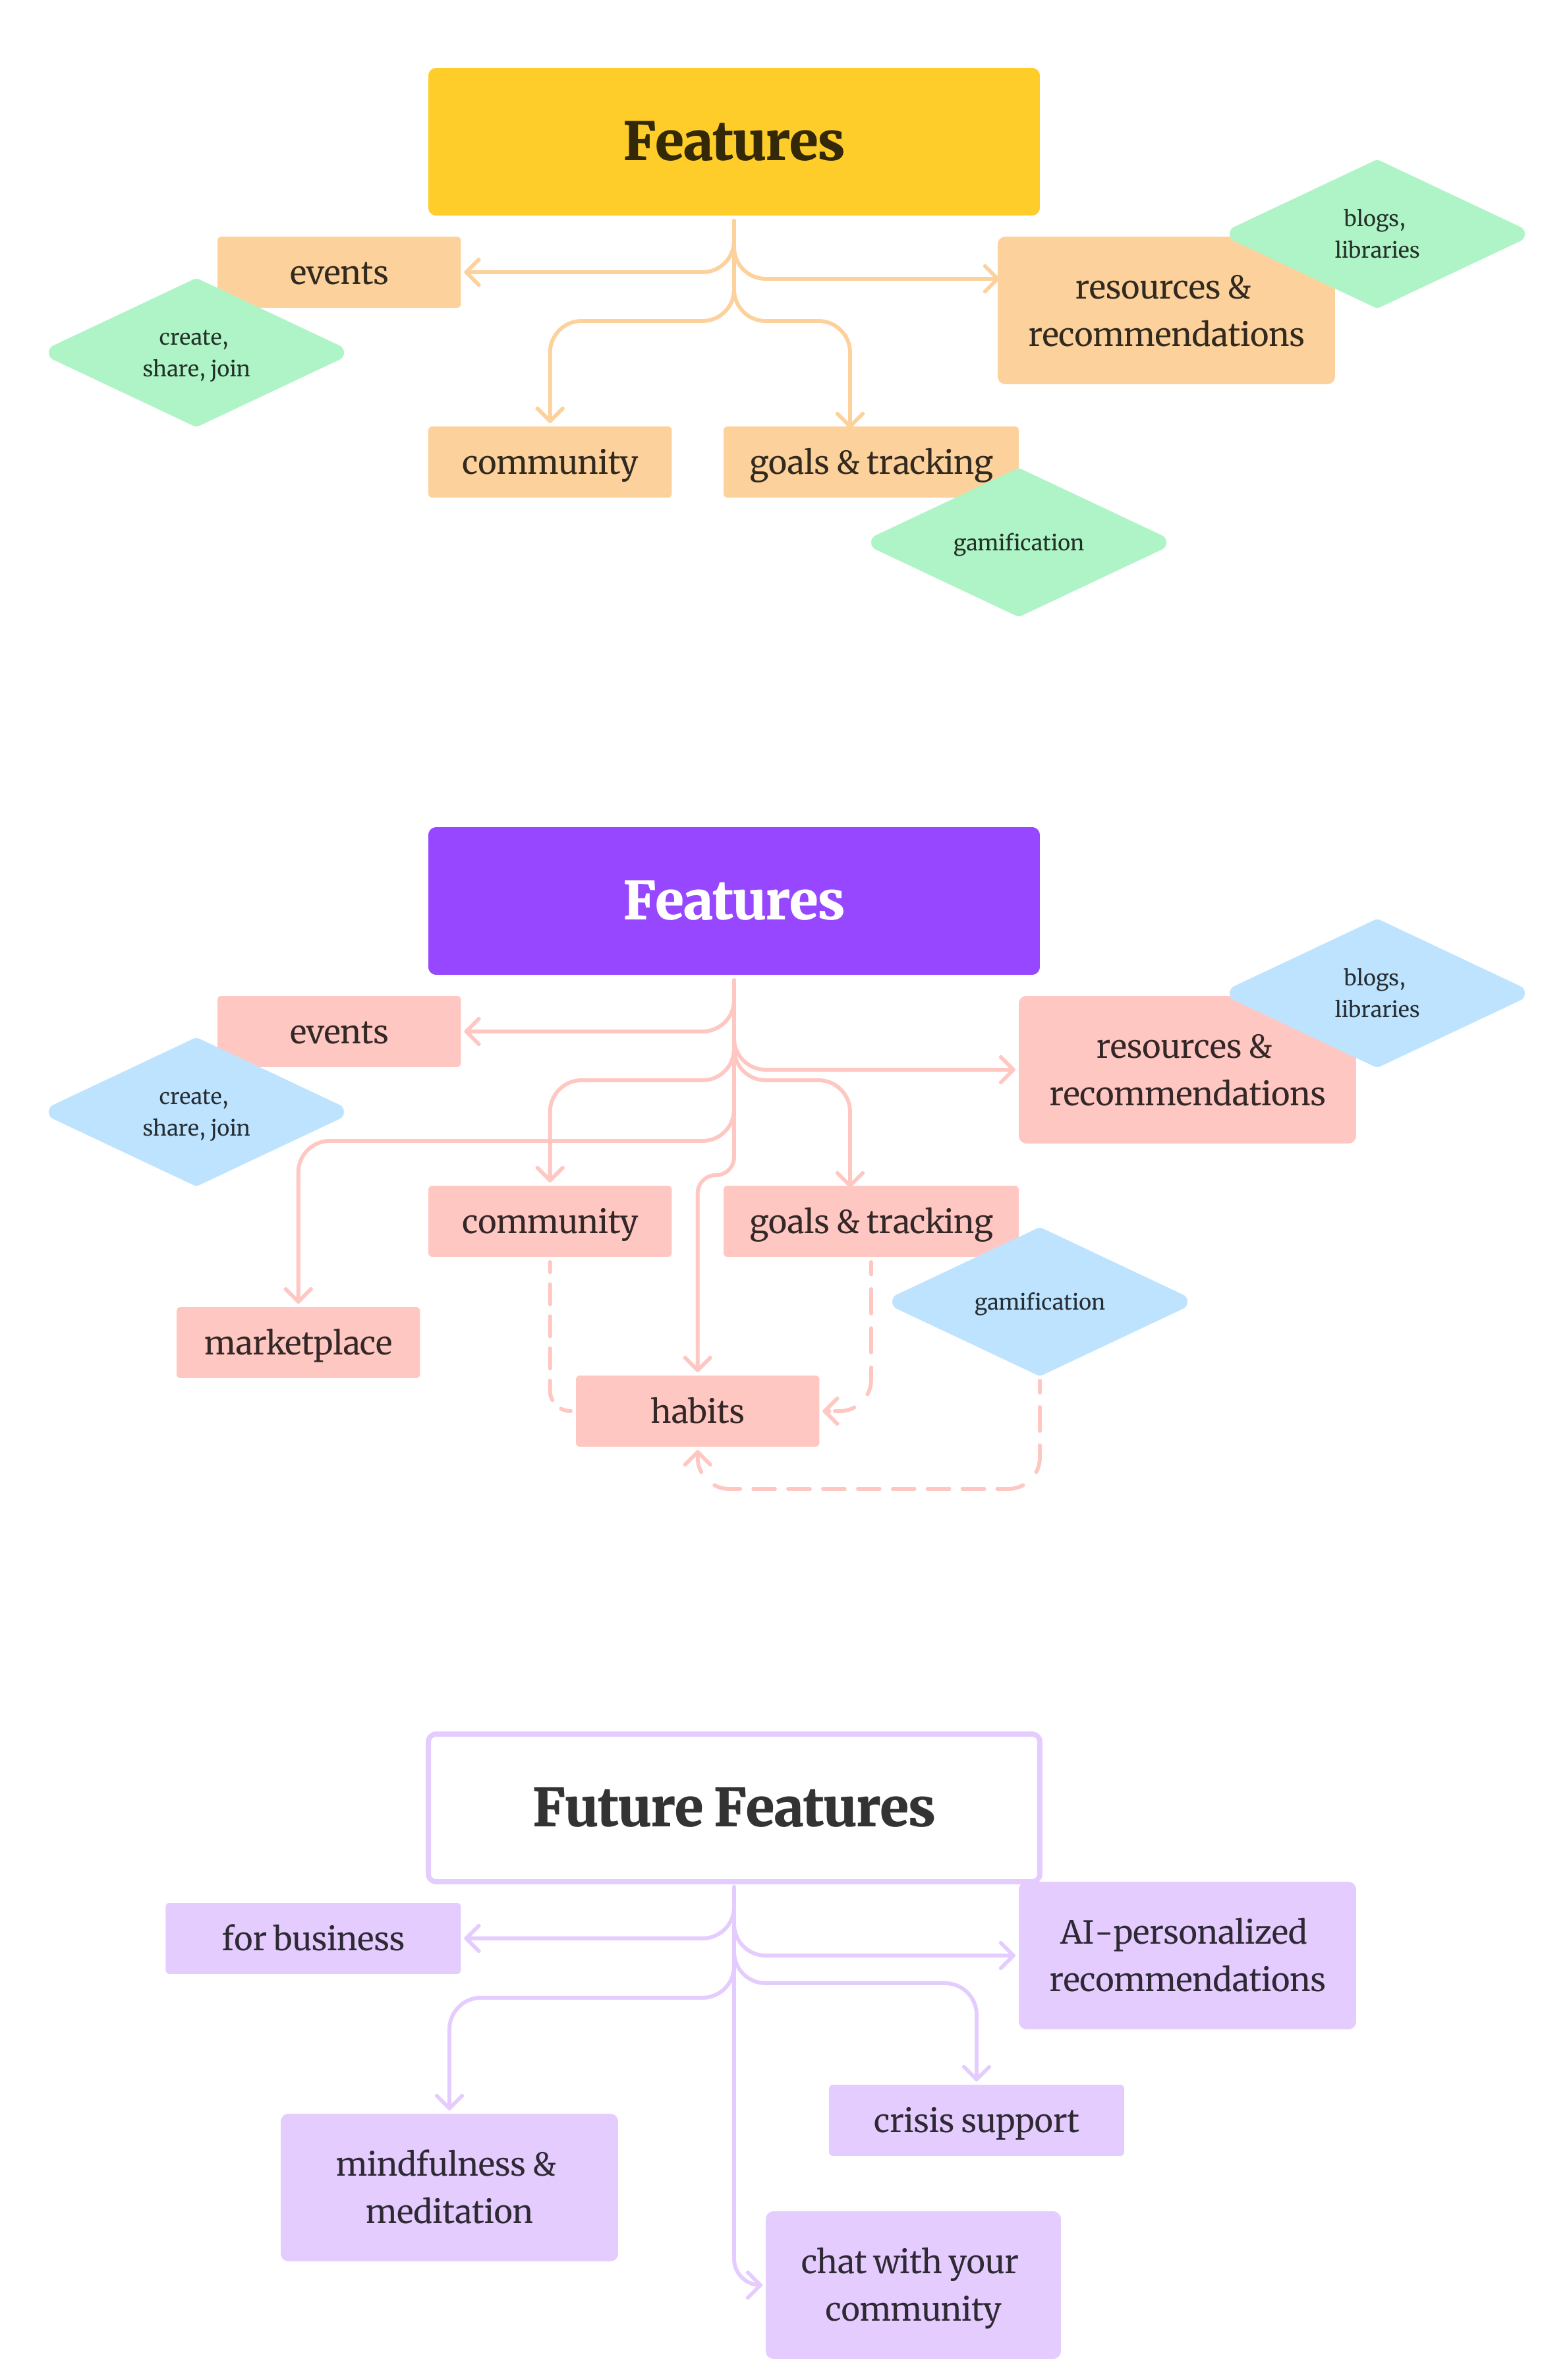 Features
blogs,
libraries
events
resources &
recommendations
create,
share, join
community
goals & tracking
gamification
Features
blogs,
libraries
events
resources &
recommendations
create,
share, join
community
goals & tracking
gamification
marketplace
habits
Future Features
for business
AI-personalized
recommendations
crisis support
mindfulness &
meditation
chat with your
community